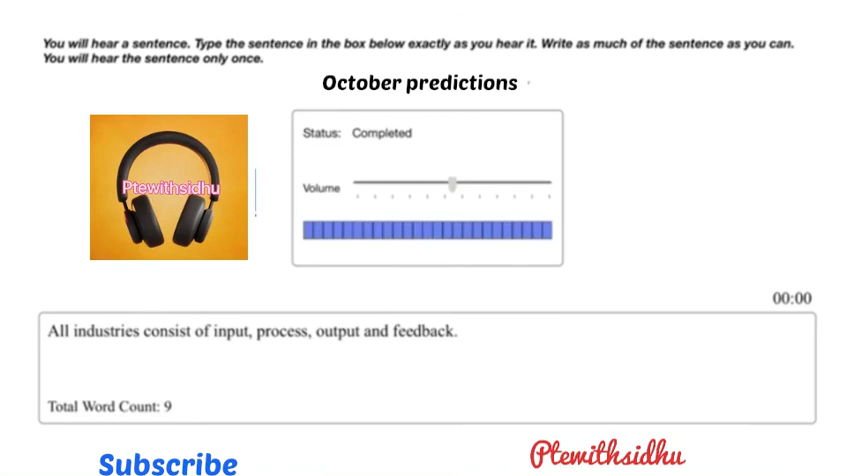 You will hear a sentence. Type the sentence in the box below exactly as you hear it. Write as much of the sentence as you can.
You will hear the sentence only once.
October predictions
Ptewithsidhu
Status: Completed
Volume
00:00
All industries consist of input, process, output and feedback.
Total Word Count: 9
Subscribe
Ptewithsidhu